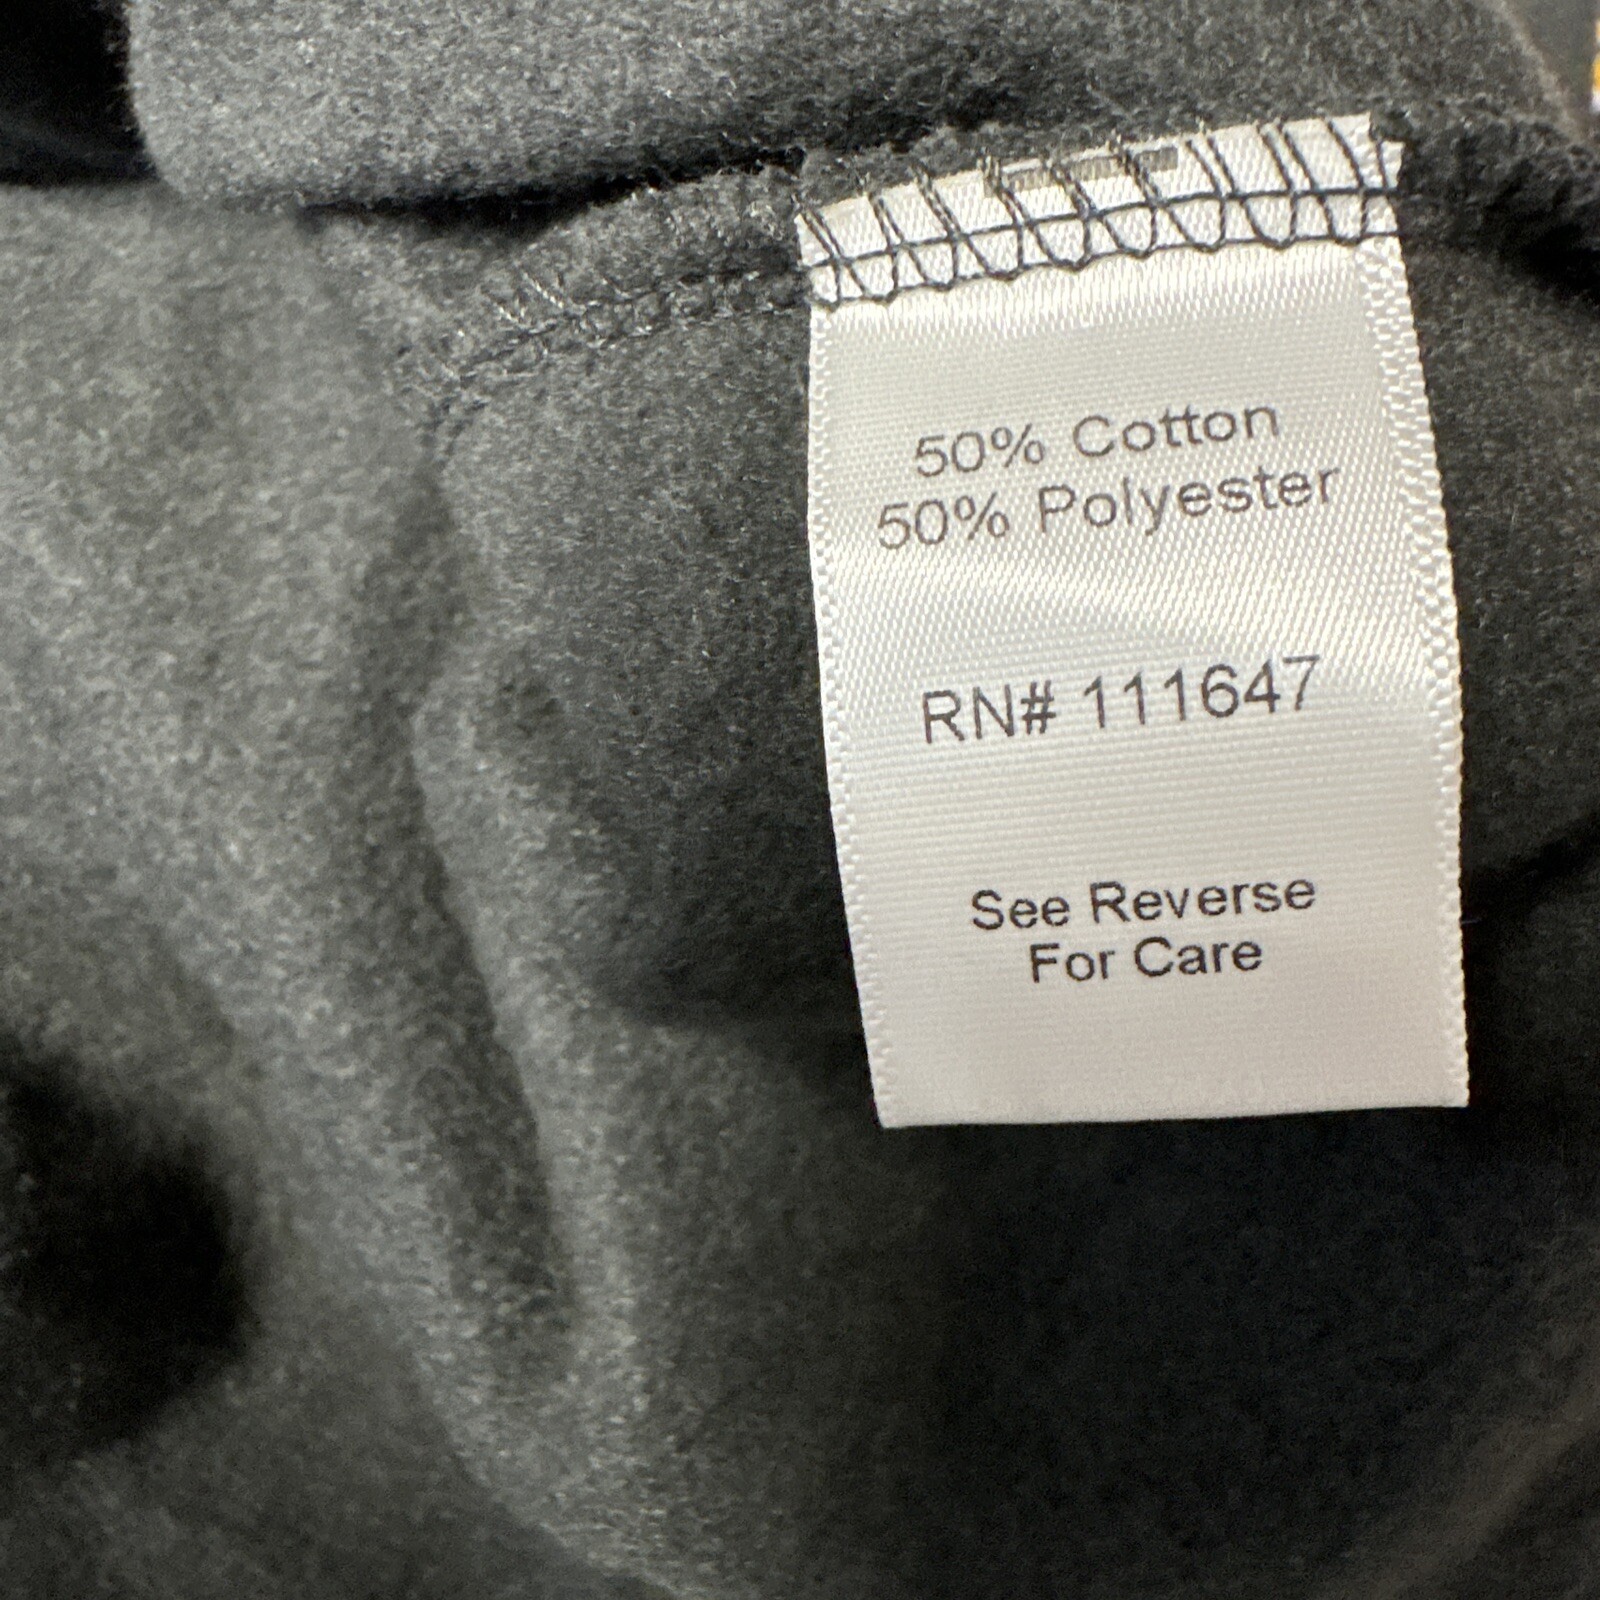 50% Cotton
50% Polyester
RN# 111647
See Reverse
For Care